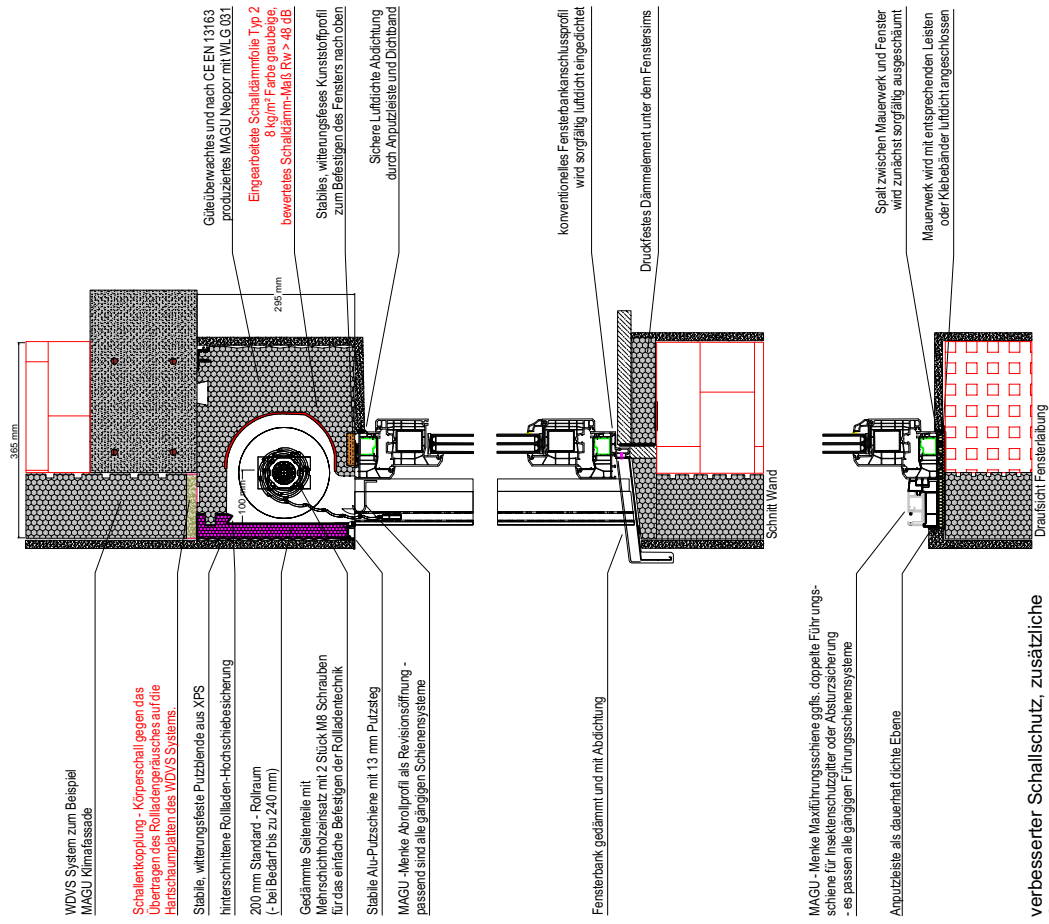 WDVS System zum Beispiel
MAGU Klimafassade
Schallentkopplung - Körperschall gegen das
Übertragen des Rollladengeräusches auf die
Hartschaumplatten des WDVS Systems.
Stabile, witterungsfeste Putzblende aus XPS
hinterschnittene Rollladen-Hochschiebesicherung
200 mm Standard - Rollraum
(- bei Bedarf bis zu 240 mm)
Gedämmte Seitenteile mit
Mehrschichtholzeinsatz mit 2 Stück M8 Schrauben
für das einfache Befestigen der Rollladentechnik
Stabile Alu-Putzschiene mit 13 mm Putzsteg
MAGU -Menke Abrollprofil als Revisionsöffnung -
passend sind alle gängigen Schienensysteme
Fensterbank gedämmt und mit Abdichtung
MAGU - Menke Maxiführungsschiene ggfls. doppelte Führungs-
schiene für Insektenschutzgitter oder Absturzsicherung
- es passen alle gängigen Führungsschienensysteme
Anputzleiste als dauerhaft dichte Ebene
verbesserter Schallschutz, zusätzliche
365 mm
295 mm
100 mm
Schnitt Wand
Draufsicht Fensterlaibung
Güteüberwachtes und nach CE EN 13163
produziertes MAGU Neopor mit WLG 031
Eingearbeitete Schalldämmfolie Typ 2
8 kg/m² Farbe graubeige,
bewertetes Schalldämm-Maß Rw > 48 dB
Stabiles, witterungsfeses Kunststoffprofil
zum Befestigen des Fensters nach oben
Sichere Luftdichte Abdichtung
durch Anputzleiste und Dichtband
konventionelles Fensterbankanschlussprofil
wird sorgfältig luftdicht eingedichtet
Druckfestes Dämmelement unter dem Fenstersims
Spalt zwischen Mauerwerk und Fenster
wird zunächst sorgfältig ausgeschäumt
Mauerwerk wird mit entsprechenden Leisten
oder Klebebänder luftdicht angeschlossen